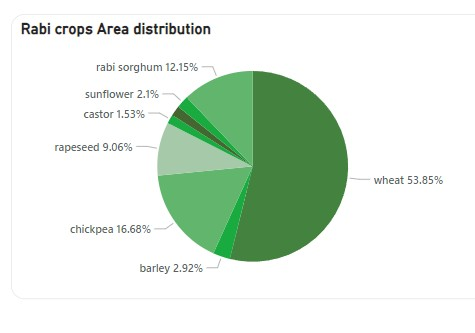 Rabi crops Area distribution
rabi sorghum 12.15%
sunflower 2.1%
castor 1.53%
rapeseed 9.06%
wheat 53.85%
chickpea 16.68%
barley 2.92%